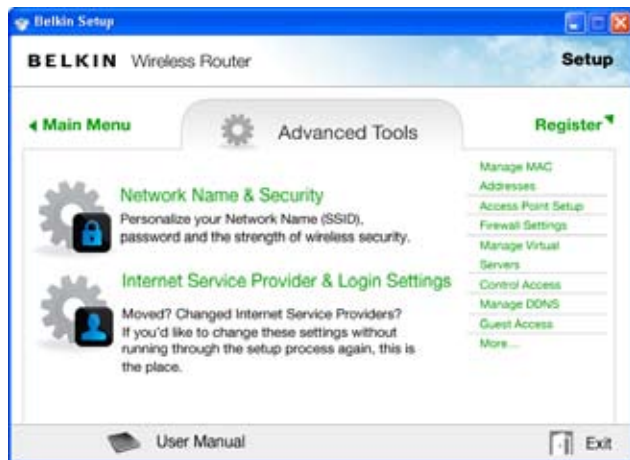 Belkin Setup
BELKIN Wireless Router
Setup
Main Menu
Advanced Tools
Register
Network Name & Security
Personalize your Network Name (SSID),
password and the strength of wireless security.
Internet Service Provider & Login Settings
Moved? Changed Internet Service Providers?
If you'd like to change these settings without
running through the setup process again, this is
the place.
Manage MAC
Addresses
Access Point Setup
Firewall Settings
Manage Virtual
Servers
Control Access
Manage DDNS
Guest Access
More...
User Manual
Exit